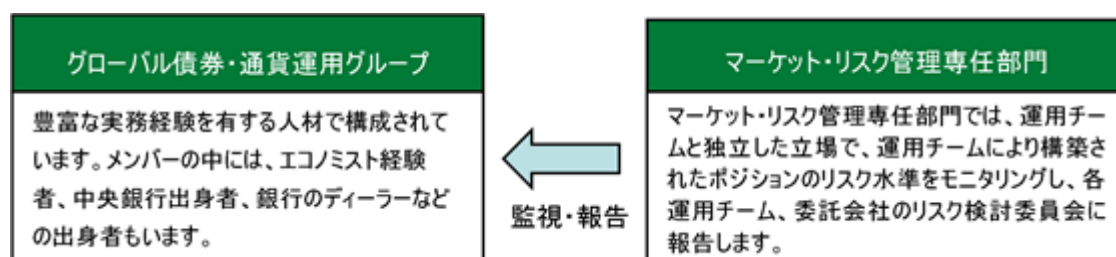 グローバル債券・通貨運用グループ
豊富な実務経験を有する人材で構成されて
います。メンバーの中には、エコノミスト経験
者、中央銀行出身者、銀行のディーラーなど
の出身者もいます。
監視・報告
マーケット・リスク管理専任部門
マーケット・リスク管理専任部門では、運用チー
ムと独立した立場で、運用チームにより構築さ
れたポジションのリスク水準をモニタリングし、各
運用チーム、委託会社のリスク検討委員会に
報告します。